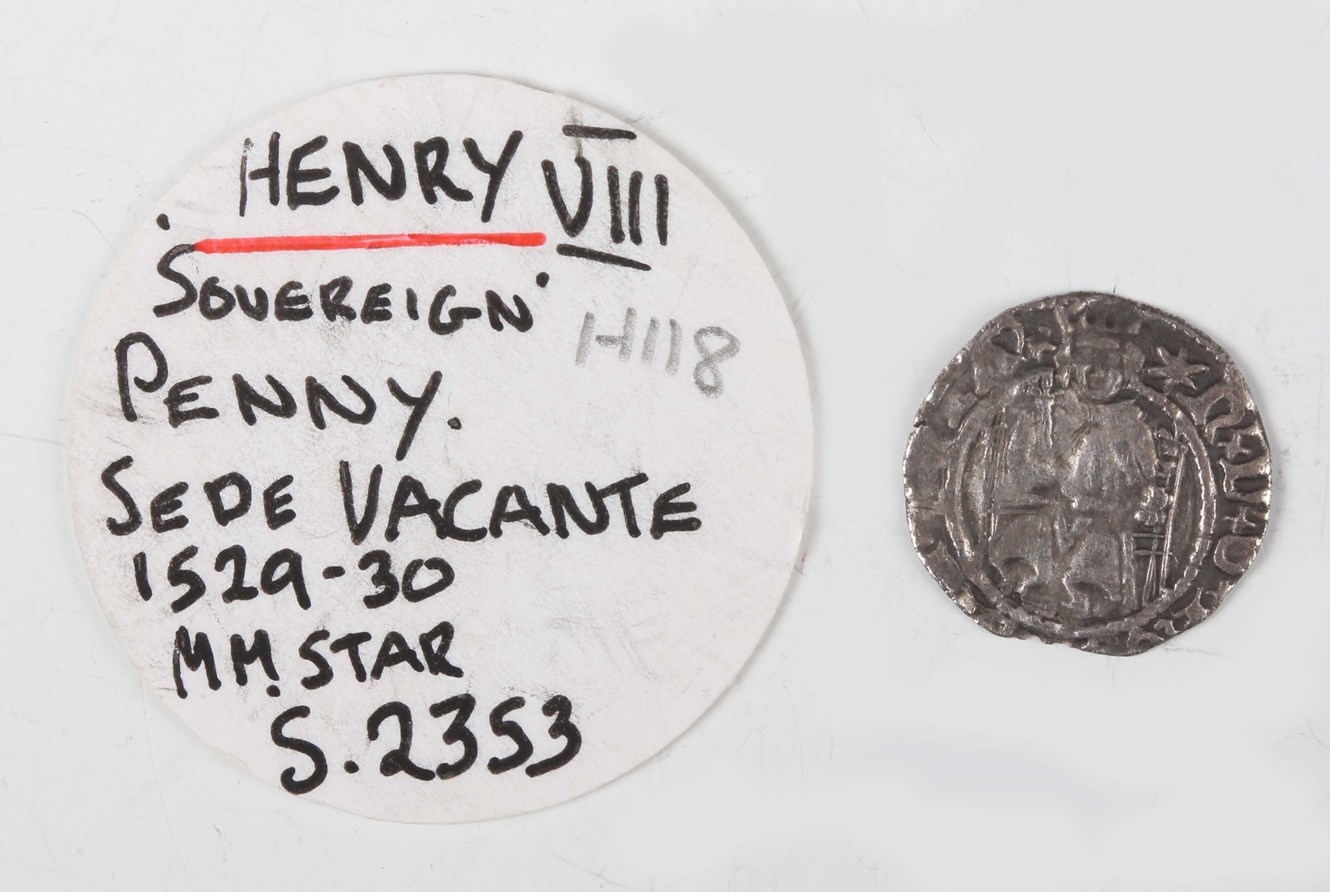 HENRY VIII
'SOVEREIGN'
H118
PENNY.
SEDE VACANTE
1529-30
MM. STAR
S.2353